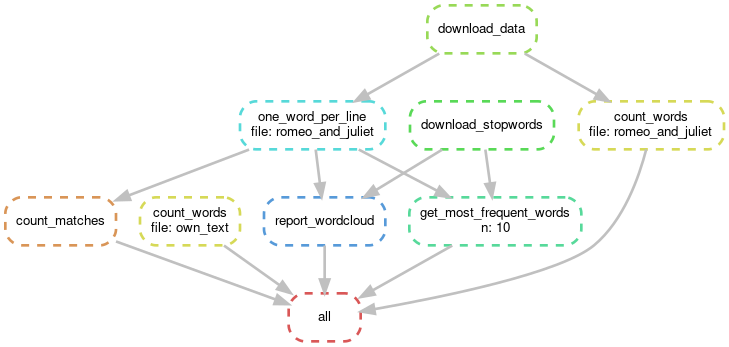 download_data
one_word_per_line
file: romeo_and_juliet
download_stopwords
count_words
file: romeo_and_juliet
count_matches
count_words
file: own_text
report_wordcloud
get_most_frequent_words
n: 10
all